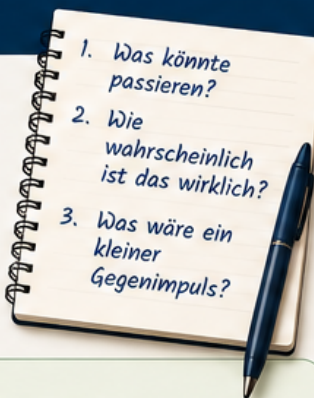 1. Was könnte
passieren?
2. Wie
wahrscheinlich
ist das wirklich?
3. Was wäre ein
kleiner
Gegenimpuls?